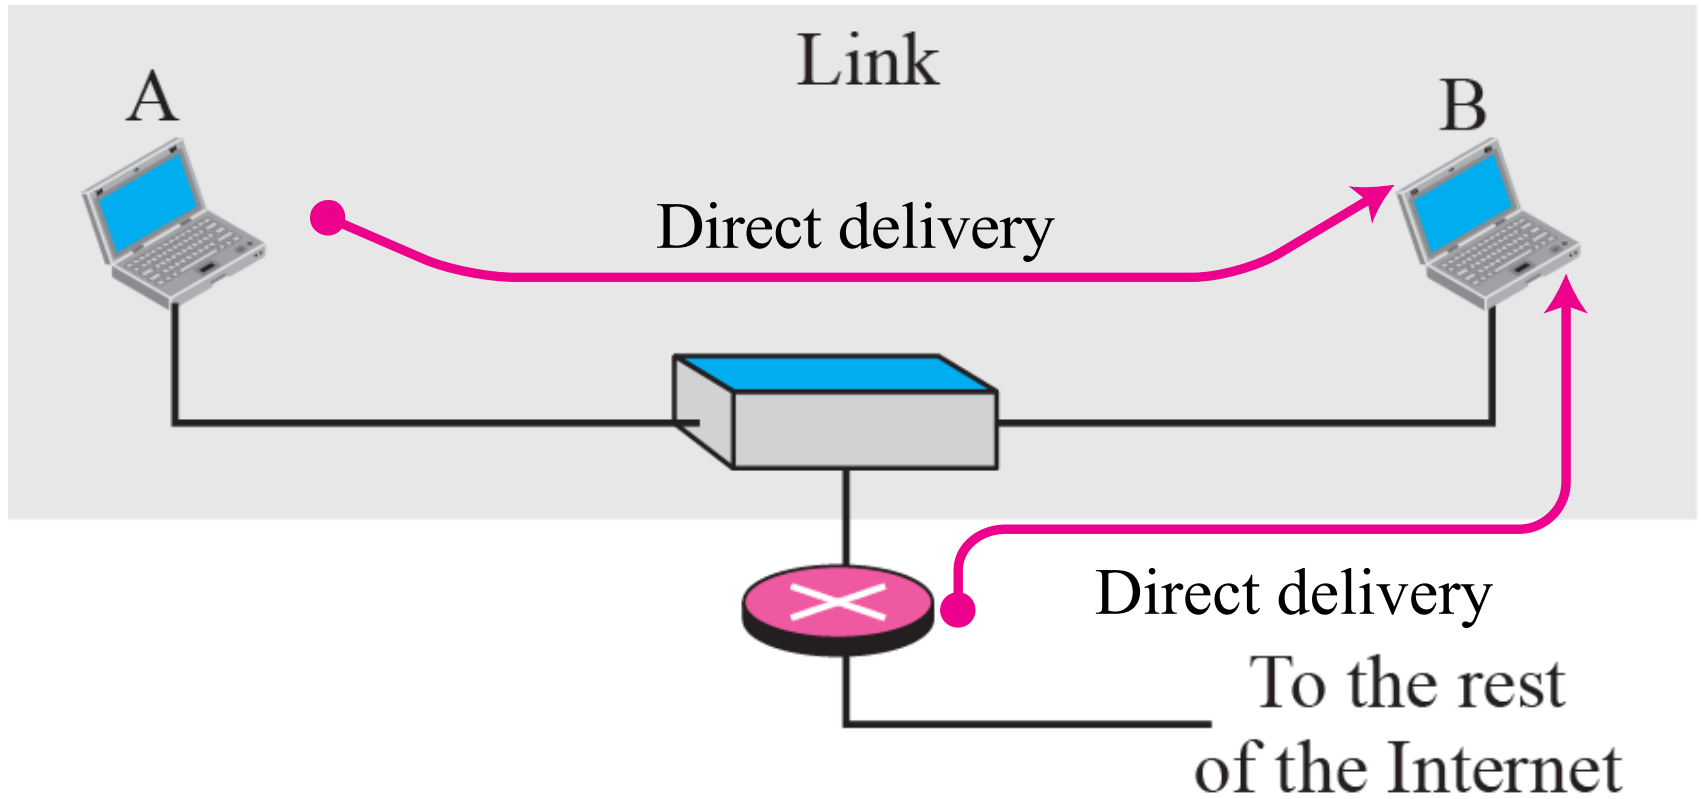 Link
A
B
Direct delivery
Direct delivery
To the rest
of the Internet